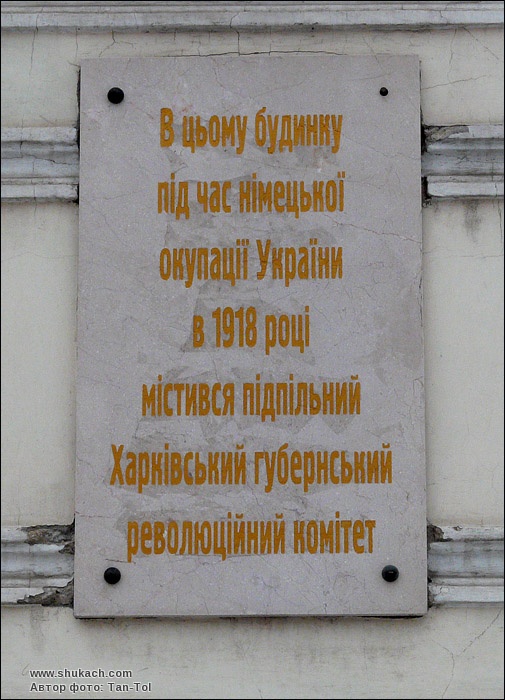 В цьому будинку
під час німецької
окупації України
в 1918 році
містився підпільний
Харківський губернський
революційний комітет
www.shukach.com
Автор фото: Tan-Tol